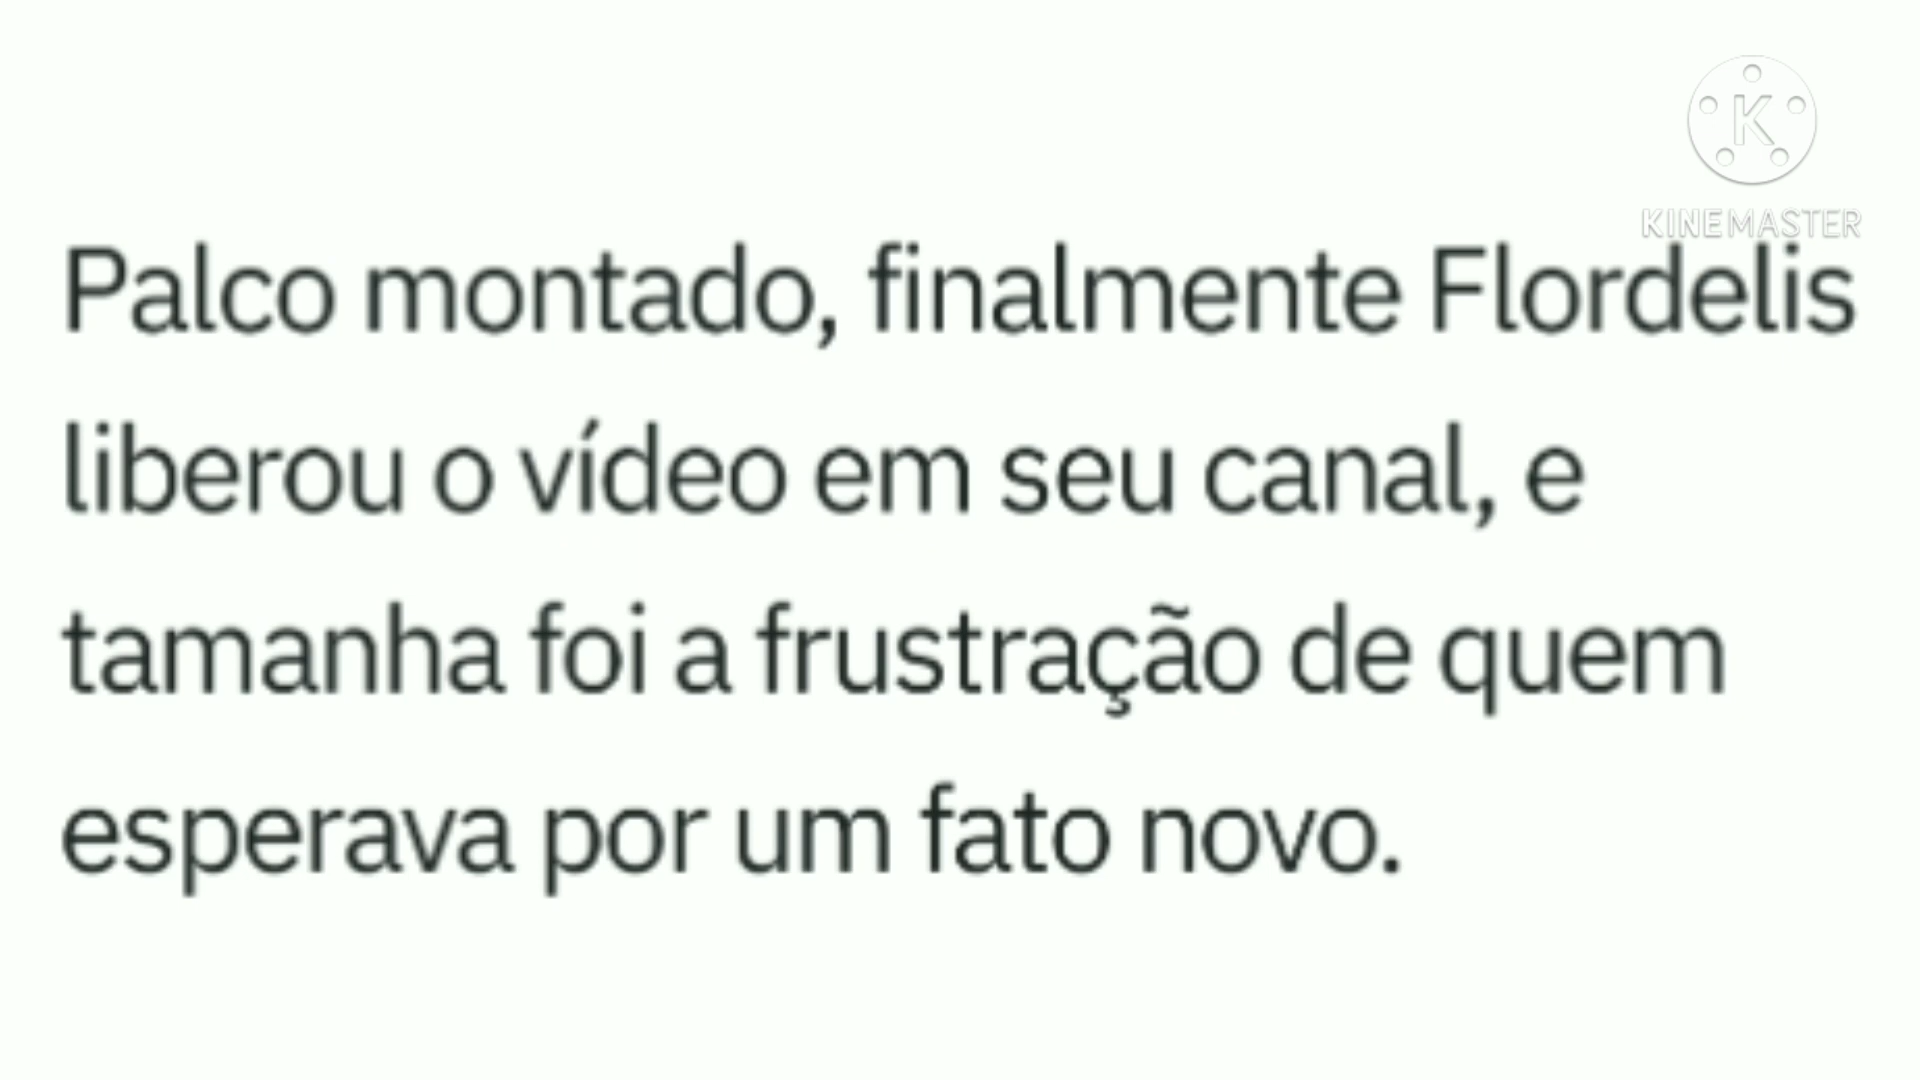 K
KINEMASTER
Palco montado, finalmente Flordelis
liberou o vídeo em seu canal, e
tamanha foi a frustração de quem
esperava por um fato novo.